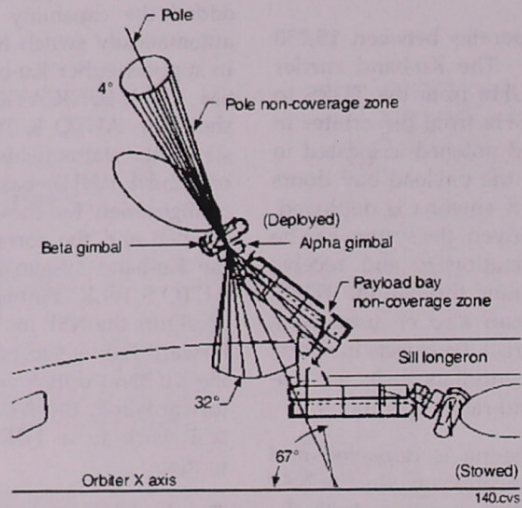 Pole
4°
Pole non-coverage zone
(Deployed)
Beta gimbal
Alpha gimbal
Payload bay
non-coverage zone
Sill longeron
32°
67°
Orbiter X axis
(Stowed)
140.cvs